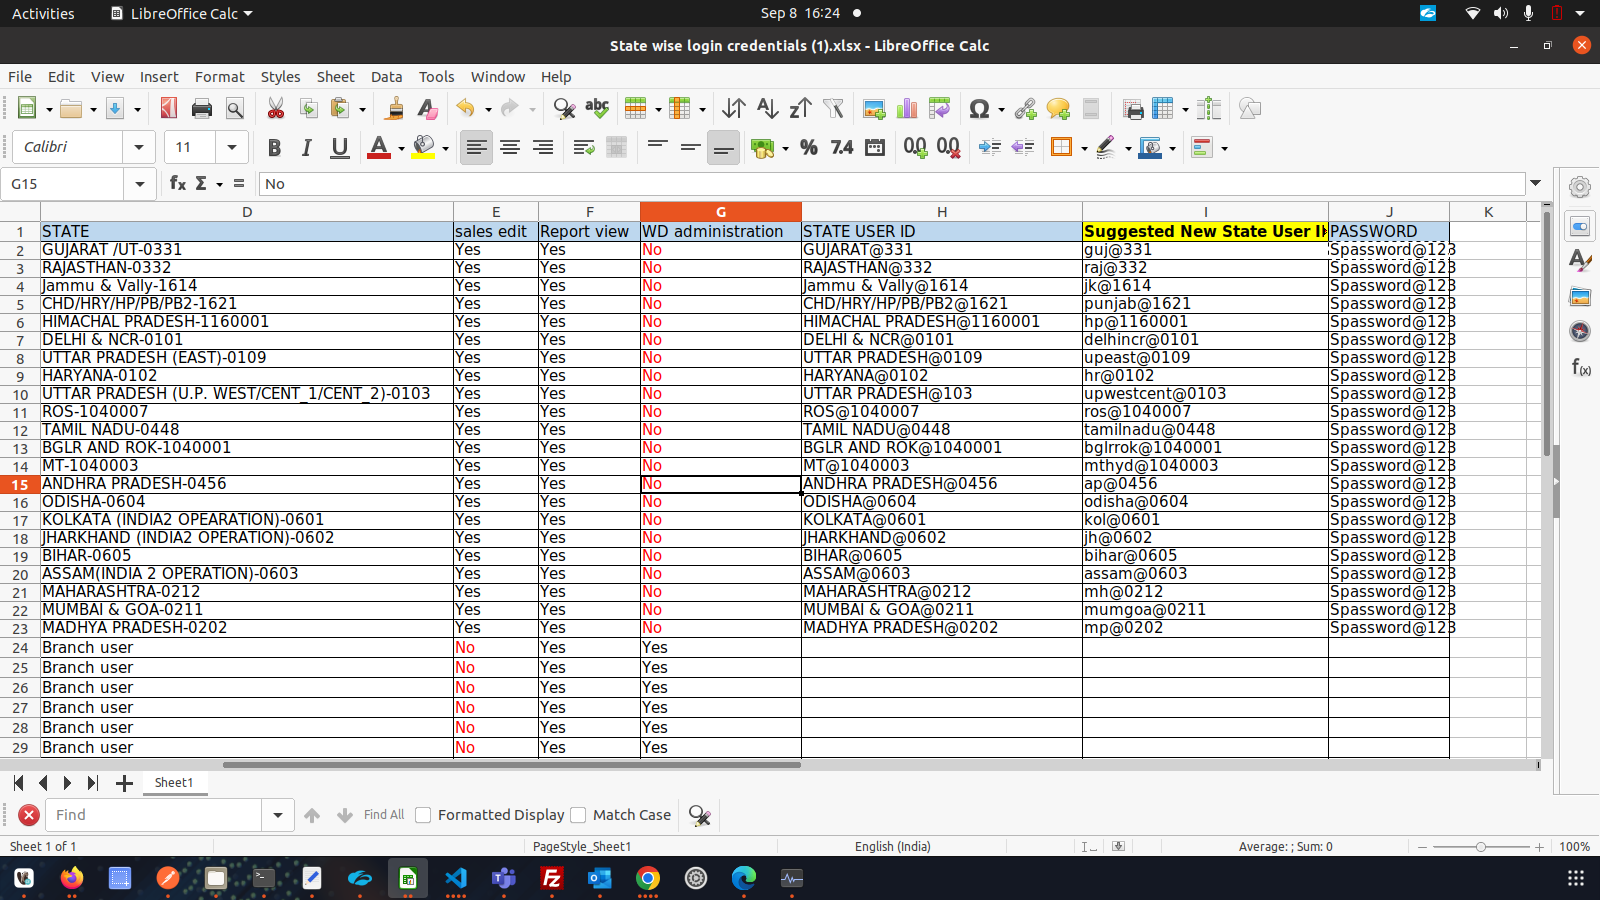 Activities LibreOffice Calc Sep 8 16:24
State wise login credentials (1).xlsx - LibreOffice Calc
File Edit View Insert Format Styles Sheet Data Tools Window Help
Calibri 11
G15 No
D E F G H I J K
1 STATE sales edit Report view WD administration STATE USER ID Suggested New State User PASSWORD
2 GUJARAT /UT-0331 Yes Yes No GUJARAT@331 guj@331 Spassword@123
3 RAJASTHAN-0332 Yes Yes No RAJASTHAN@332 raj@332 Spassword@123
4 Jammu & Vally-1614 Yes Yes No Jammu & Vally@1614 jk@1614 Spassword@123
5 CHD/HRY/HP/PB/PB2-1621 Yes Yes No CHD/HRY/HP/PB/PB2@1621 punjab@1621 Spassword@123
6 HIMACHAL PRADESH-1160001 Yes Yes No HIMACHAL PRADESH@1160001 hp@1160001 Spassword@123
7 DELHI & NCR-0101 Yes Yes No DELHI & NCR@0101 delhincr@0101 Spassword@123
8 UTTAR PRADESH (EAST)-0109 Yes Yes No UTTAR PRADESH@0109 upeast@0109 Spassword@123
9 HARYANA-0102 Yes Yes No HARYANA@0102 hr@0102 Spassword@123
10 UTTAR PRADESH (U.P. WEST/CENT_1/CENT_2)-0103 Yes Yes No UTTAR PRADESH@103 upwestcent@0103 Spassword@123
11 ROS-1040007 Yes Yes No ROS@1040007 ros@1040007 Spassword@123
12 TAMIL NADU-0448 Yes Yes No TAMIL NADU@0448 tamilnadu@0448 Spassword@123
13 BGLR AND ROK-1040001 Yes Yes No BGLR AND ROK@1040001 bglrrok@1040001 Spassword@123
14 MT-1040003 Yes Yes No MT@1040003 mthyd@1040003 Spassword@123
15 ANDHRA PRADESH-0456 Yes Yes No ANDHRA PRADESH@0456 ap@0456 Spassword@123
16 ODISHA-0604 Yes Yes No ODISHA@0604 odisha@0604 Spassword@123
17 KOLKATA (INDIA2 OPEARATION)-0601 Yes Yes No KOLKATA@0601 kol@0601 Spassword@123
18 JHARKHAND (INDIA2 OPERATION)-0602 Yes Yes No JHARKHAND@0602 jh@0602 Spassword@123
19 BIHAR-0605 Yes Yes No BIHAR@0605 bihar@0605 Spassword@123
20 ASSAM(INDIA 2 OPERATION)-0603 Yes Yes No ASSAM@0603 assam@0603 Spassword@123
21 MAHARASHTRA-0212 Yes Yes No MAHARASHTRA@0212 mh@0212 Spassword@123
22 MUMBAI & GOA-0211 Yes Yes No MUMBAI & GOA@0211 mumgoa@0211 Spassword@123
23 MADHYA PRADESH-0202 Yes Yes No MADHYA PRADESH@0202 mp@0202 Spassword@123
24 Branch user No Yes Yes
25 Branch user No Yes Yes
26 Branch user No Yes Yes
27 Branch user No Yes Yes
28 Branch user No Yes Yes
29 Branch user No Yes Yes
Sheet1
Find Find All Formatted Display Match Case
Sheet 1 of 1 PageStyle_Sheet1 English (India) Average: ; Sum: 0 100%